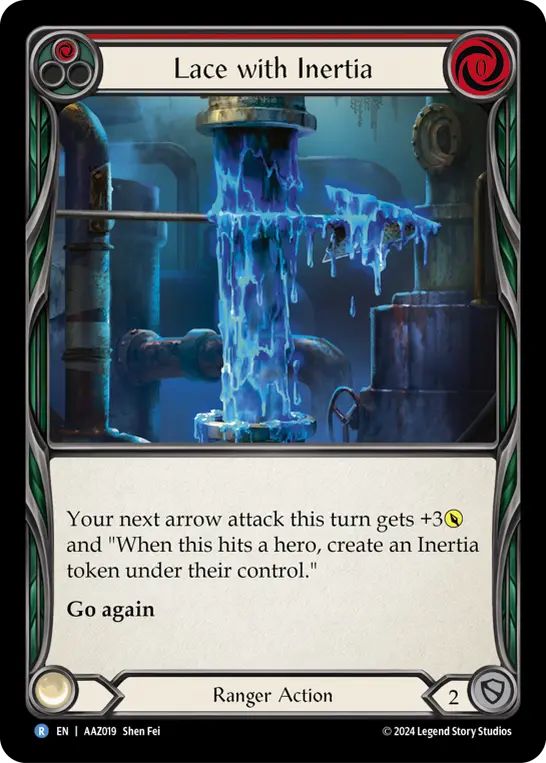 Lace with Inertia
0
Your next arrow attack this turn gets +3
and "When this hits a hero, create an Inertia
token under their control."
Go again
Ranger Action
2
R EN | AAZ019 Shen Fei
© 2024 Legend Story Studios